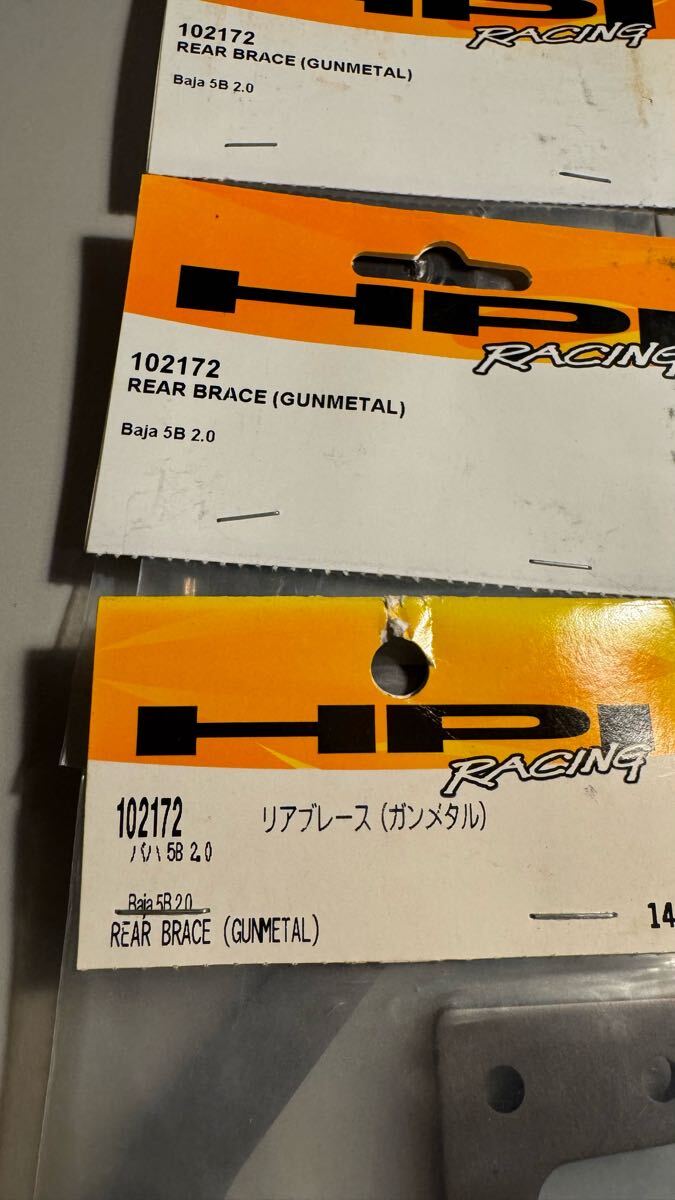 HPI
RACING
102172
REAR BRACE (GUNMETAL)
Baja 5B 2.0
HPI
RACING
102172
REAR BRACE (GUNMETAL)
Baja 5B 2.0
HPI
RACING
102172 リアブレース (ガンメタル)
バハ 5B 2.0
Baja 5B 2.0
14
REAR BRACE (GUNMETAL)